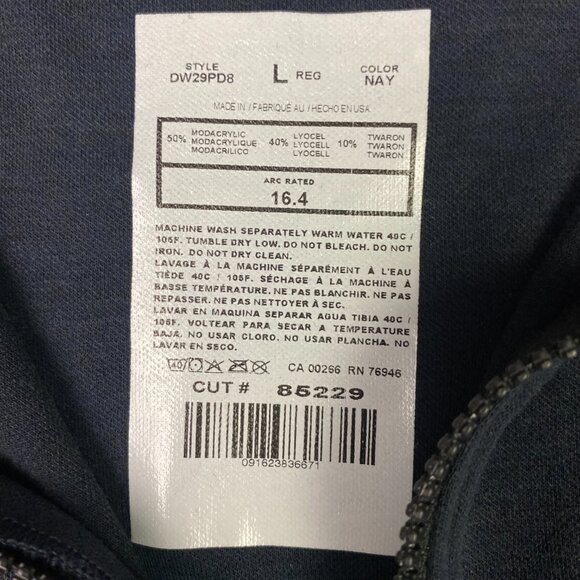 STYLE L REG COLOR
DW29PD8 NAY
MADE IN / FABRIQUÉ AU / HECHO EN USA
50% MODACRYLIC 40% LYOCEL 10% TWARON
MODACRYLIQUE LYOCELL TWARON
MODACRILICO LYOCELL TWARON
ARC RATED
16.4
MACHINE WASH SEPARATELY WARM WATER 40C /
105F. TUMBLE DRY LOW. DO NOT BLEACH. DO NOT
IRON. DO NOT DRY CLEAN.
LAVAGE À LA MACHINE SÉPARÉMENT À L'EAU
TIÈDE 40C / 105F. SÉCHAGE À LA MACHINE À
BASSE TEMPÉRATURE. NE PAS BLANCHIR. NE PAS
REPASSER. NE PAS NETTOYER À SEC.
LAVAR EN MAQUINA SEPARAR AGUA TIBIA 40C /
105F. VOLTEAR PARA SECAR A TEMPERATURA
BAJA. NO USAR CLORO. NO USAR PLANCHA. NO
LAVAR EN SECO.
40 CA 00266 RN 76946
CUT # 85229
091623836671